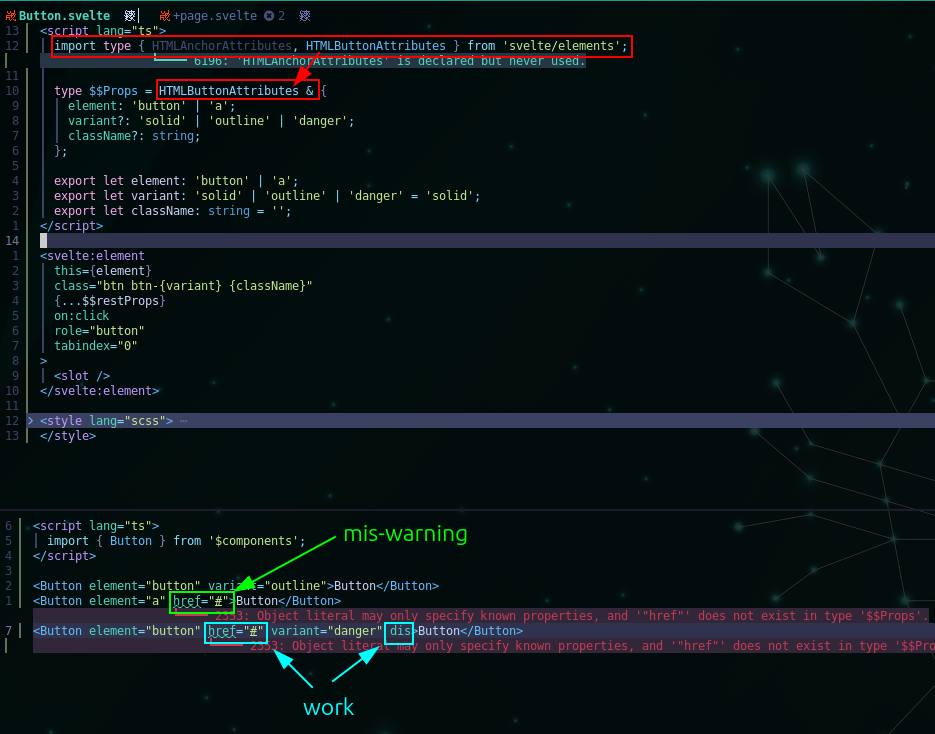 Button.svelte +page.svelte 2
13 <script lang="ts">
12 import type { HTMLAnchorAttributes, HTMLButtonAttributes } from 'svelte/elements';
6196: 'HTMLAnchorAttributes' is declared but never used.
11
10 type $$Props = HTMLButtonAttributes & {
9 element: 'button' | 'a';
8 variant?: 'solid' | 'outline' | 'danger';
7 className?: string;
6 };
5
4 export let element: 'button' | 'a';
3 export let variant: 'solid' | 'outline' | 'danger' = 'solid';
2 export let className: string = '';
1 </script>
14
1 <svelte:element
2 this={element}
3 class="btn btn-{variant} {className}"
4 {...$$restProps}
5 on:click
6 role="button"
7 tabindex="0"
8 >
9 <slot />
10 </svelte:element>
11
12 > <style lang="scss"> ⋯
13 </style>
6 <script lang="ts">
5 import { Button } from '$components';
4 </script>
mis-warning
3
2 <Button element="button" variant="outline">Button</Button>
1 <Button element="a" href="#">Button</Button>
2353: Object literal may only specify known properties, and '"href"' does not exist in type '$$Props'.
7 <Button element="button" href="#" variant="danger" dis>Button</Button>
2353: Object literal may only specify known properties, and '"href"' does not exist in type '$$Pro
work